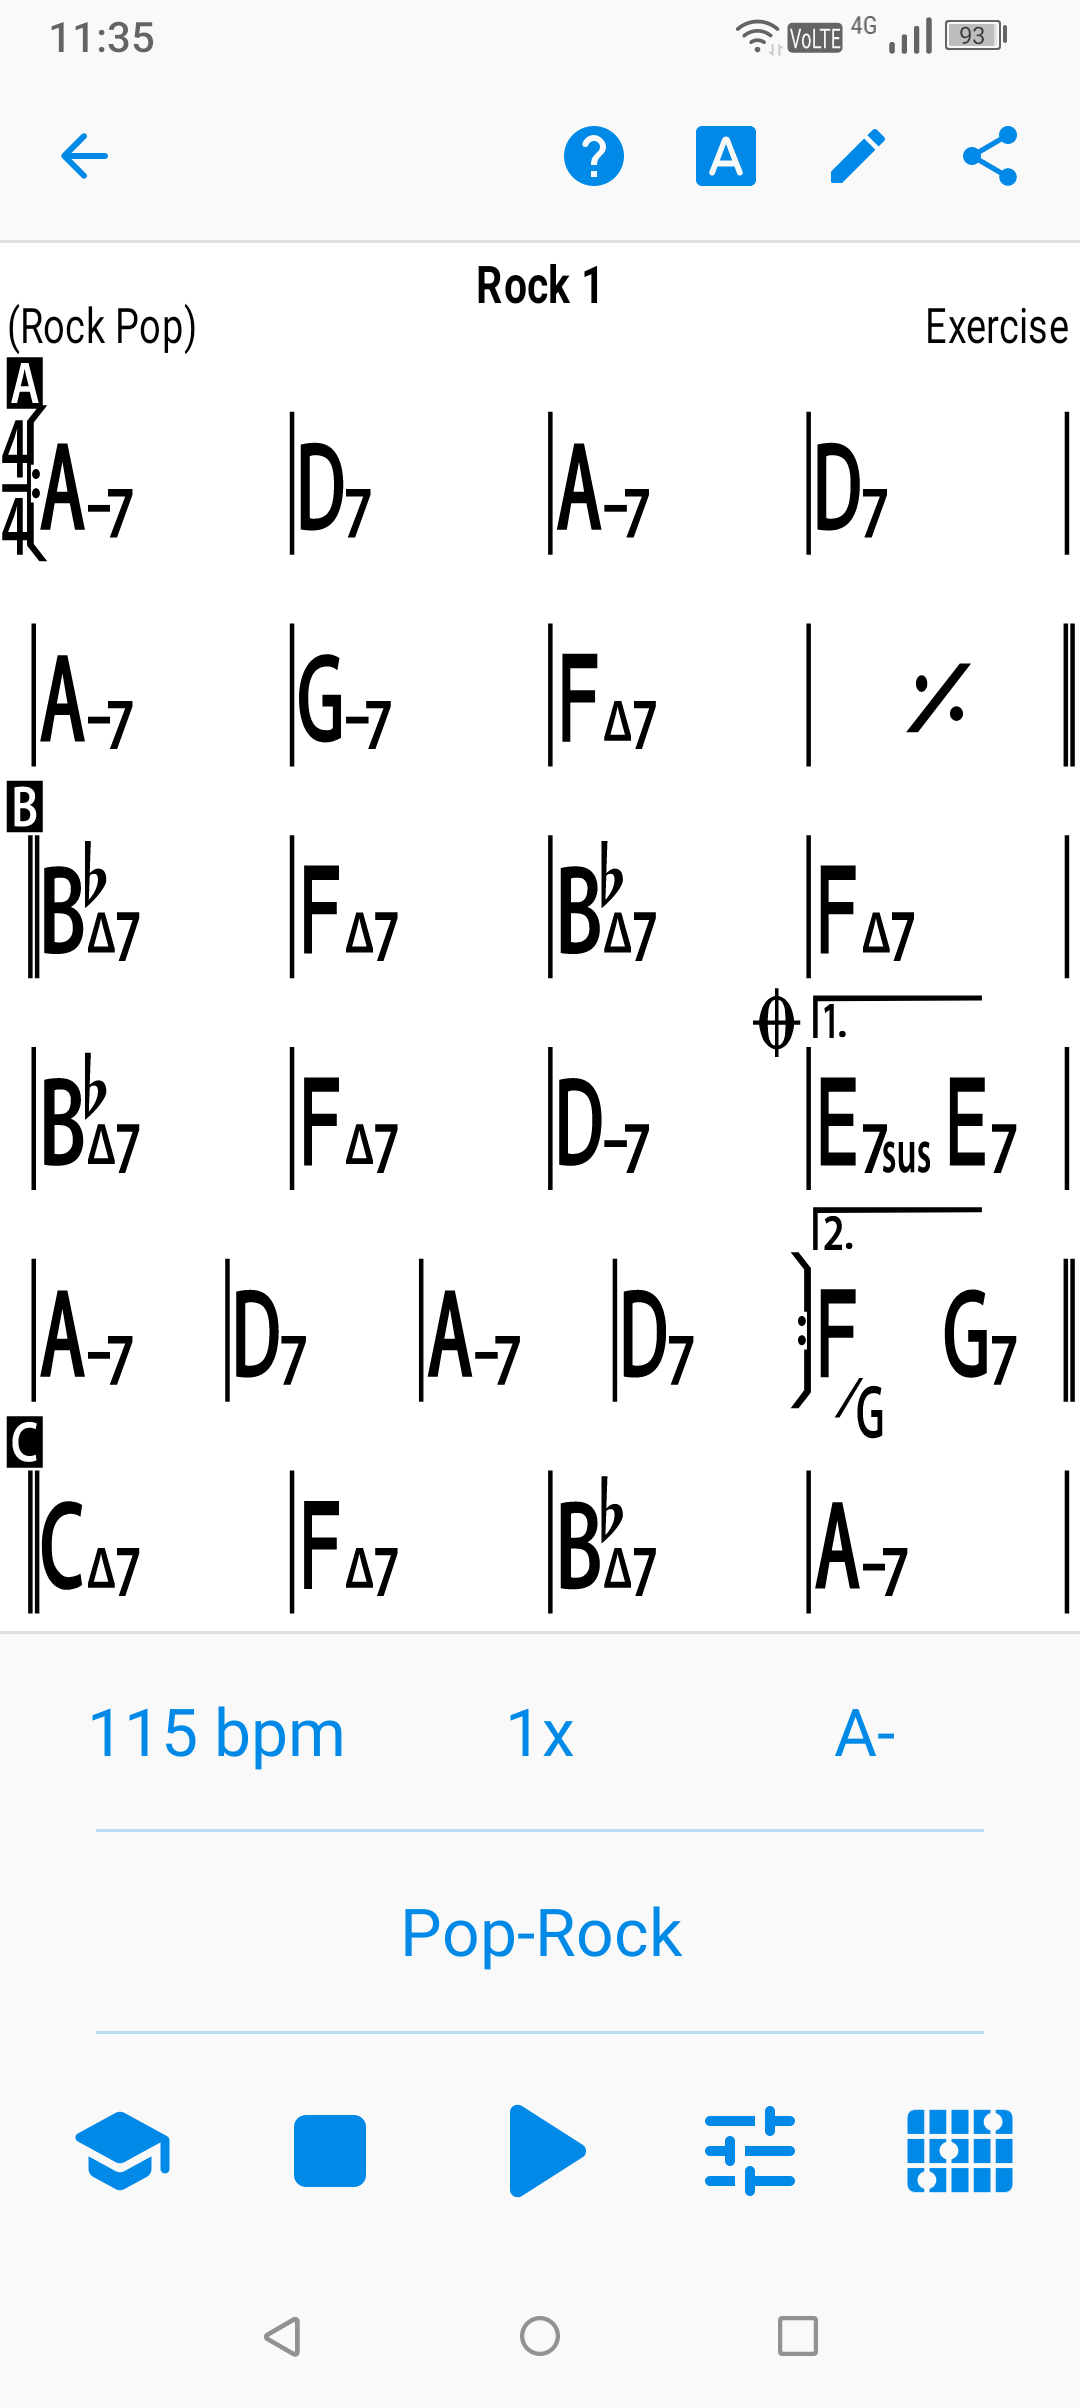 11:35 VoLTE 4G 93
A
Rock 1
(Rock Pop) Exercise
A
4/4 A–7 D7 A–7 D7
A–7 G–7 FΔ7 𝄎
B
B♭Δ7 FΔ7 B♭Δ7 FΔ7
1.
B♭Δ7 FΔ7 D–7 E7sus E7
2.
A–7 D7 A–7 D7 F/G G7
C
CΔ7 FΔ7 B♭Δ7 A–7
115 bpm 1x A-
Pop-Rock